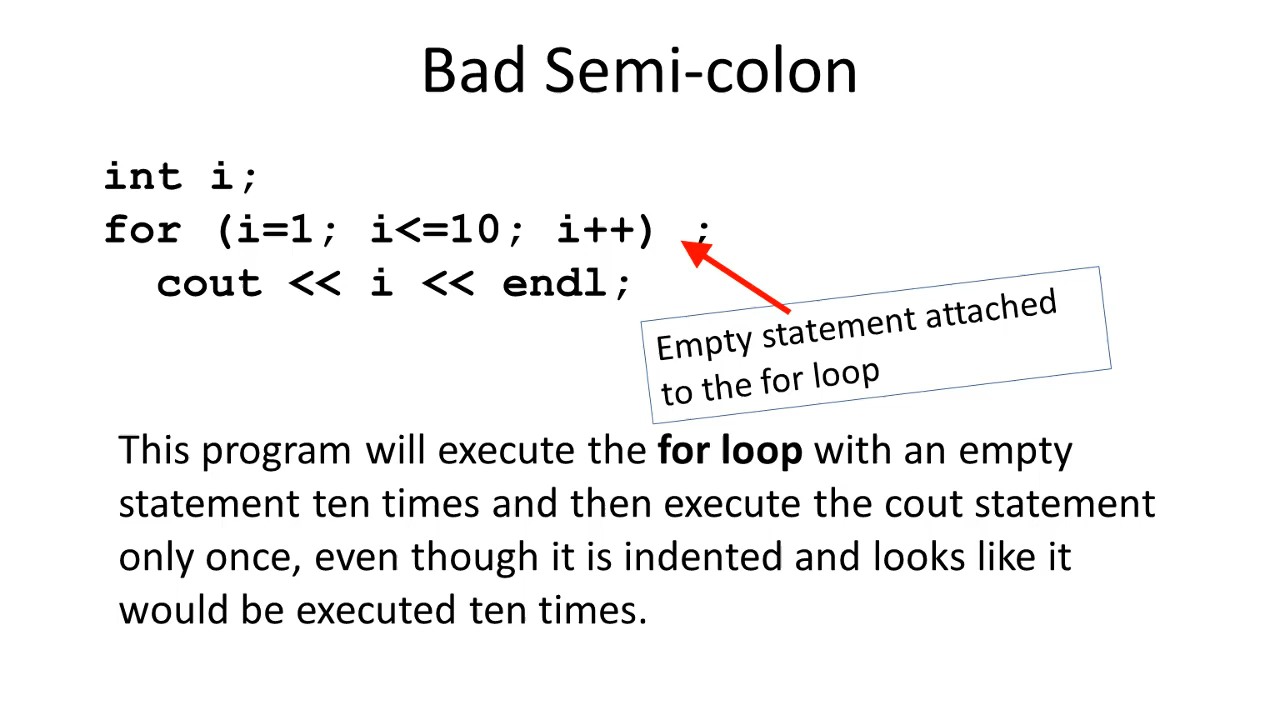 Bad Semi-colon
int i;
for (i=1; i<=10; i++) ;
  cout << i << endl;
Empty statement attached
to the for loop
This program will execute the for loop with an empty
statement ten times and then execute the cout statement
only once, even though it is indented and looks like it
would be executed ten times.